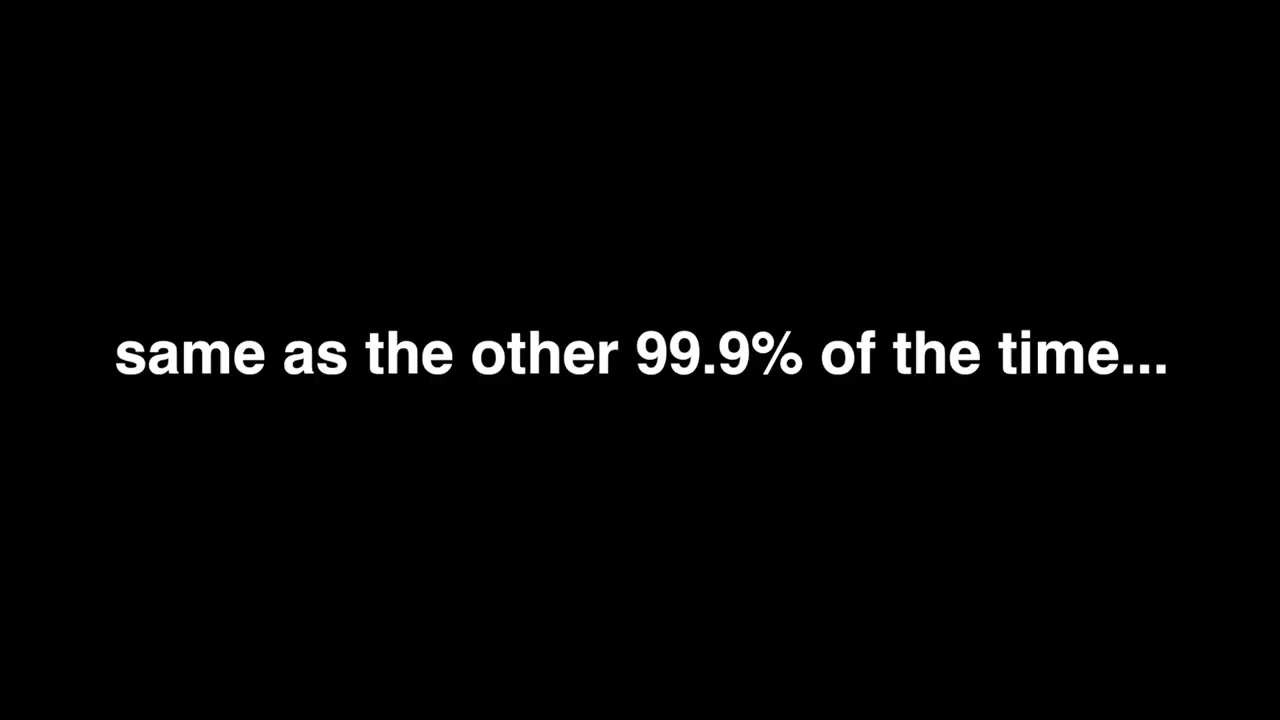 same as the other 99.9% of the time...